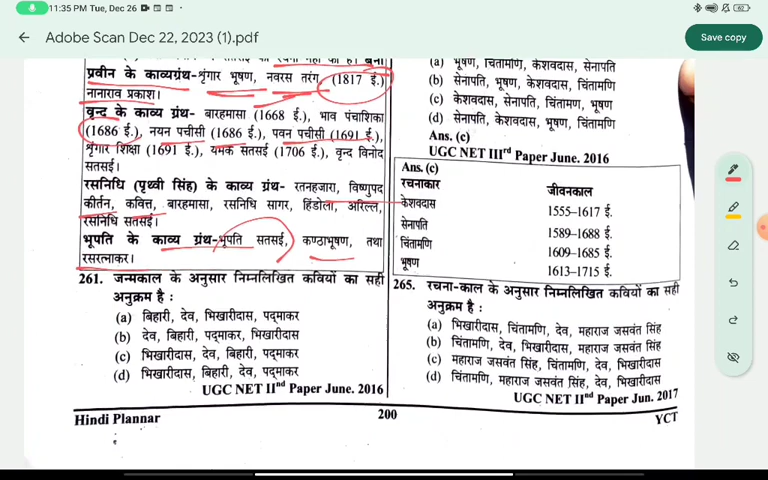 11:35 PM Tue, Dec 26
62
Adobe Scan Dec 22, 2023 (1).pdf
Save copy
प्रवीन के काव्यग्रंथ-शृंगार भूषण, नवरस तरंग, (1817 ई.)
नानाराव प्रकाश।
वृन्द के काव्य ग्रंथ- बारहमासा (1668 ई.), भाव पंचाशिका
(1686 ई.), नयन पचीसी (1686 ई.), पवन पचीसी (1691 ई.),
शृंगार शिक्षा (1691 ई.), यमक सतसई (1706 ई.), वृन्द विनोद
सतसई।
रसनिधि (पृथ्वी सिंह) के काव्य ग्रंथ- रतनहजारा, विष्णुपद
कीर्तन, कवित्त, बारहमासा, रसनिधि सागर, हिंडोला, अरिल्ल,
रसनिधि सतसई।
भूपति के काव्य ग्रंथ-भूपति सतसई, कण्ठाभूषण, तथा
रसरत्नाकर।
261. जन्मकाल के अनुसार निम्नलिखित कवियों का सही
अनुक्रम है :
(a) बिहारी, देव, भिखारीदास, पद्माकर
(b) देव, बिहारी, पद्माकर, भिखारीदास
(c) भिखारीदास, देव, बिहारी, पद्माकर
(d) भिखारीदास, बिहारी, देव, पद्माकर
UGC NET IInd Paper June. 2016
(a) भूषण, चिंतामणि, केशवदास, सेनापति
(b) सेनापति, भूषण, केशवदास, चिंतामणि
(c) केशवदास, सेनापति, चिंतामण, भूषण
(d) सेनापति, केशवदास, भूषण, चिंतामणि
Ans. (c)
UGC NET IIIrd Paper June. 2016
Ans. (c)
रचनाकार जीवनकाल
केशवदास 1555-1617 ई.
सेनापति 1589-1688 ई.
चिंतामणि 1609-1685 ई.
भूषण 1613-1715 ई.
265. रचना-काल के अनुसार निम्नलिखित कवियों का सही
अनुक्रम है :
(a) भिखारीदास, चिंतामणि, देव, महाराज जसवंत सिंह
(b) चिंतामणि, देव, भिखारीदास, महाराज जसवंत सिंह
(c) महाराज जसवंत सिंह, चिंतामणि, देव, भिखारीदास
(d) चिंतामणि, महाराज जसवंत सिंह, देव, भिखारीदास
UGC NET IInd Paper Jun. 2017
Hindi Plannar 200 YCT